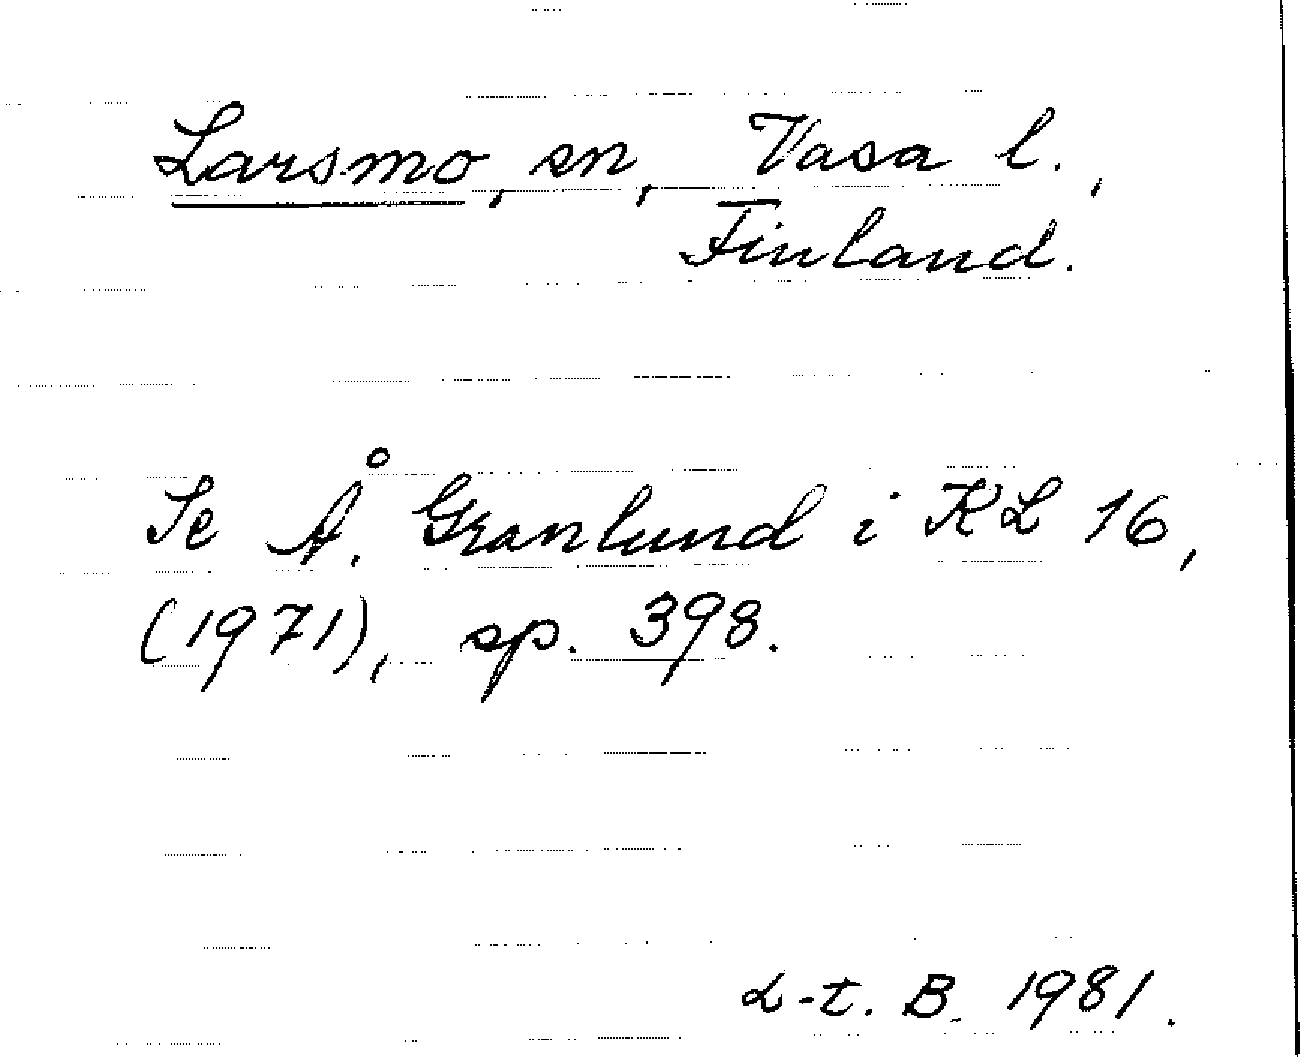 Larsmo, sn, Vasa l.,
Finland.
Se Å. Granlund i KL 16,
(1971), sp. 398.
L-t. B. 1981.